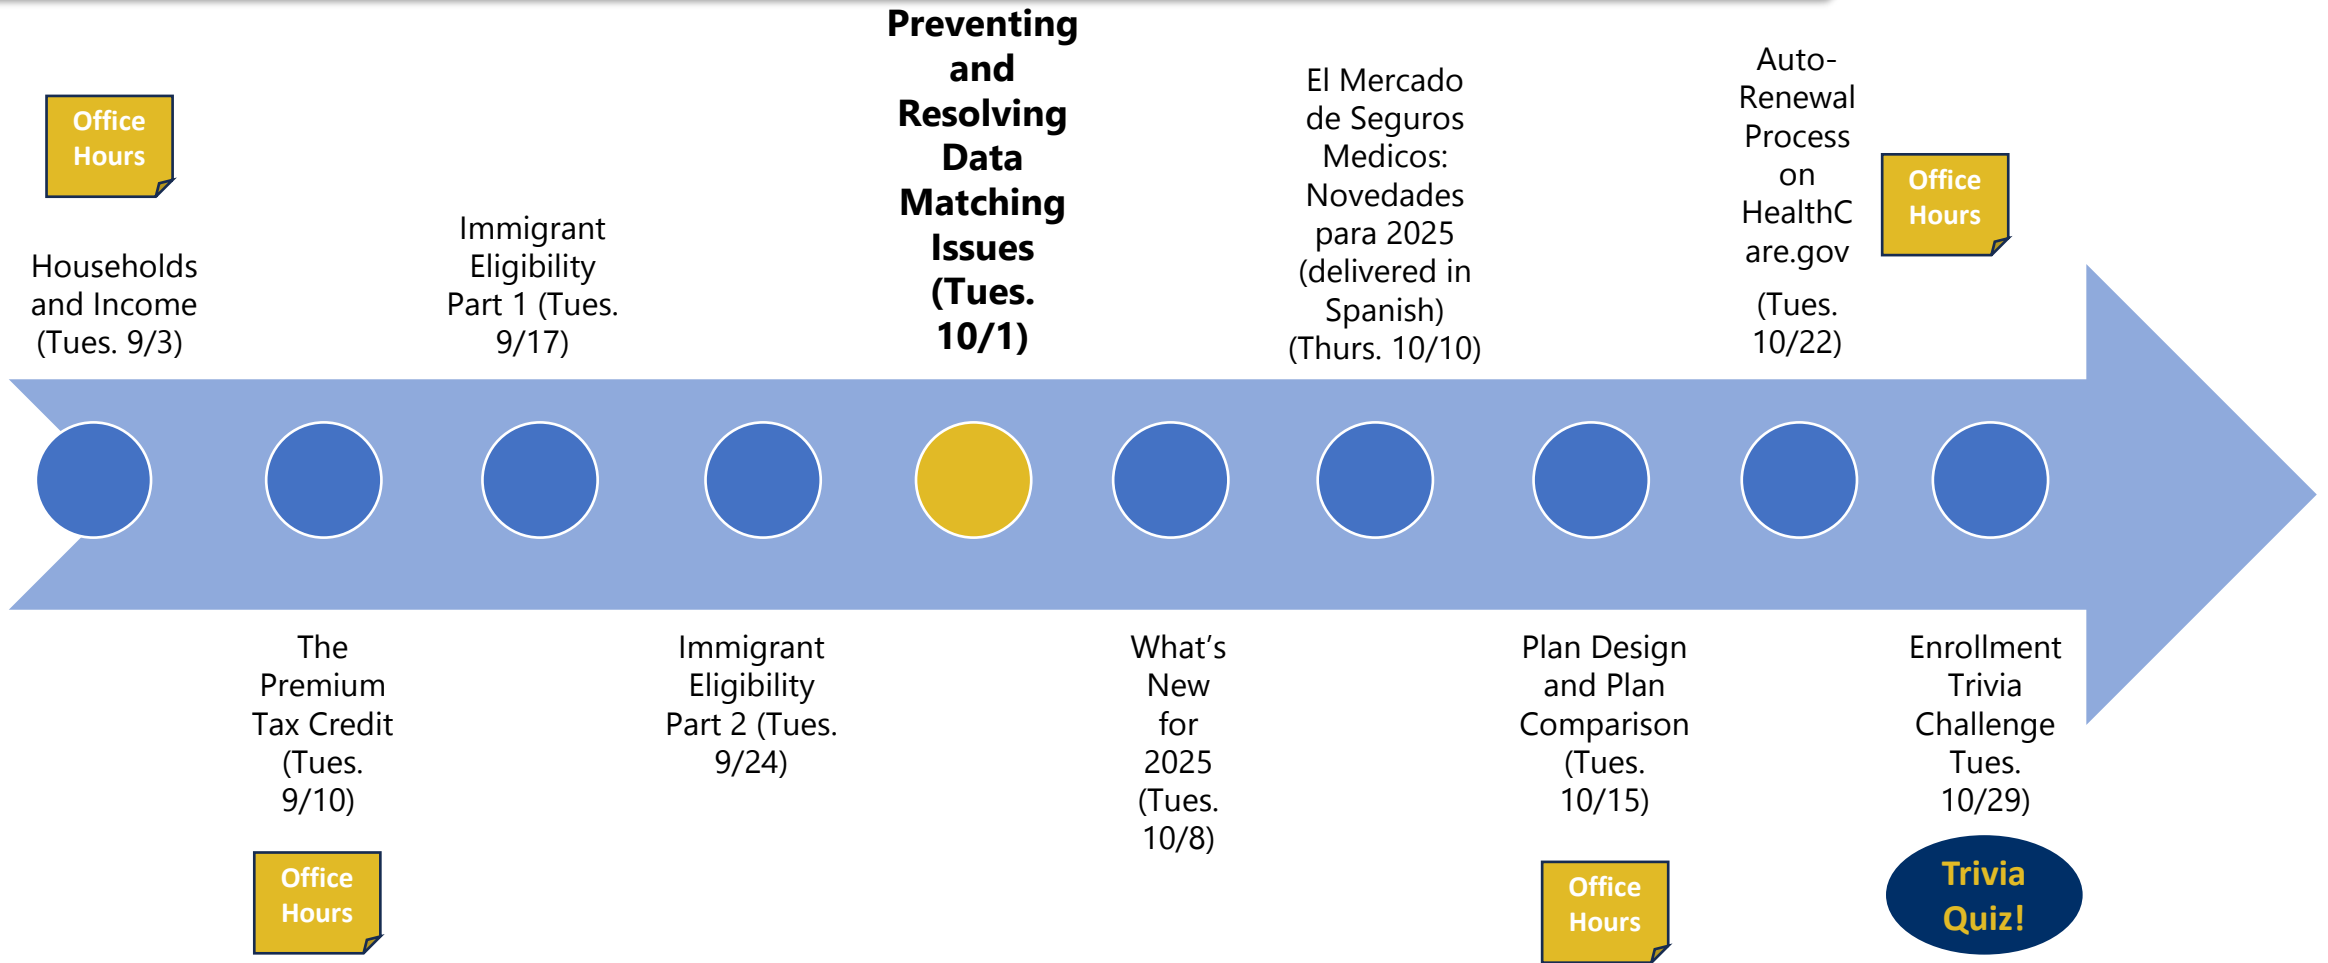 Office
Hours
Households
and Income
(Tues. 9/3)
The
Premium
Tax Credit
(Tues.
9/10)
Office
Hours
Immigrant
Eligibility
Part 1 (Tues.
9/17)
Immigrant
Eligibility
Part 2 (Tues.
9/24)
Preventing
and
Resolving
Data
Matching
Issues
(Tues.
10/1)
What’s
New
for
2025
(Tues.
10/8)
El Mercado
de Seguros
Medicos:
Novedades
para 2025
(delivered in
Spanish)
(Thurs. 10/10)
Plan Design
and Plan
Comparison
(Tues.
10/15)
Office
Hours
Auto-
Renewal
Process
on
HealthC
are.gov
(Tues.
10/22)
Office
Hours
Enrollment
Trivia
Challenge
Tues.
10/29)
Trivia
Quiz!